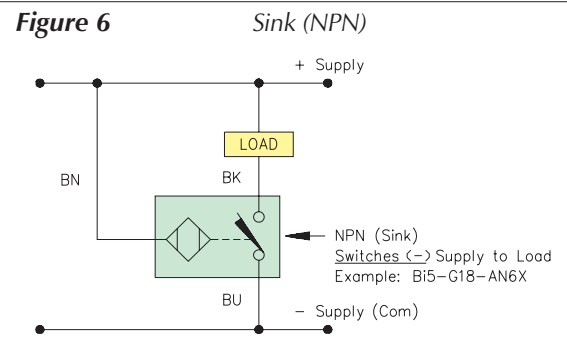 Figure 6 Sink (NPN)
+ Supply
LOAD
BN
BK
NPN (Sink)
Switches (-) Supply to Load
Example: Bi5-G18-AN6X
BU
- Supply (Com)